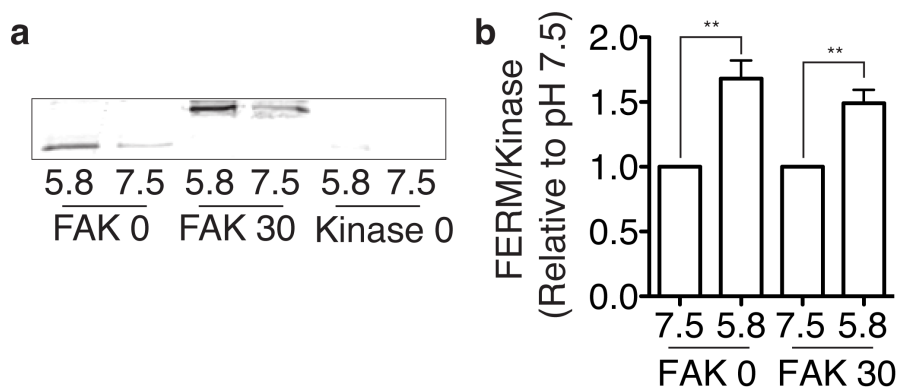 a
5.8 7.5 5.8 7.5 5.8 7.5
FAK 0 FAK 30 Kinase 0
b
FERM/Kinase
(Relative to pH 7.5)
2.0
1.5
1.0
0.5
0.0
** **
7.5 5.8 7.5 5.8
FAK 0 FAK 30